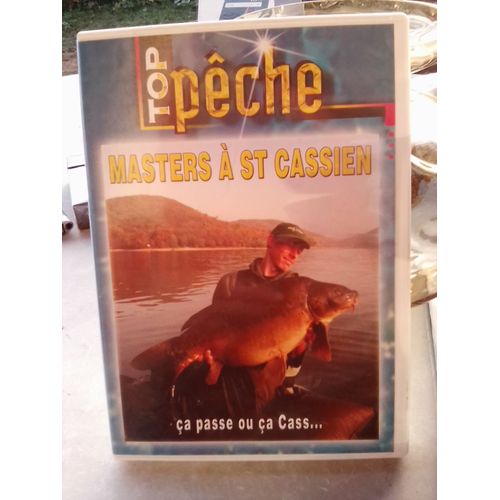 TOP
pêche
MASTERS À ST CASSIEN
ça passe ou ça Cass...